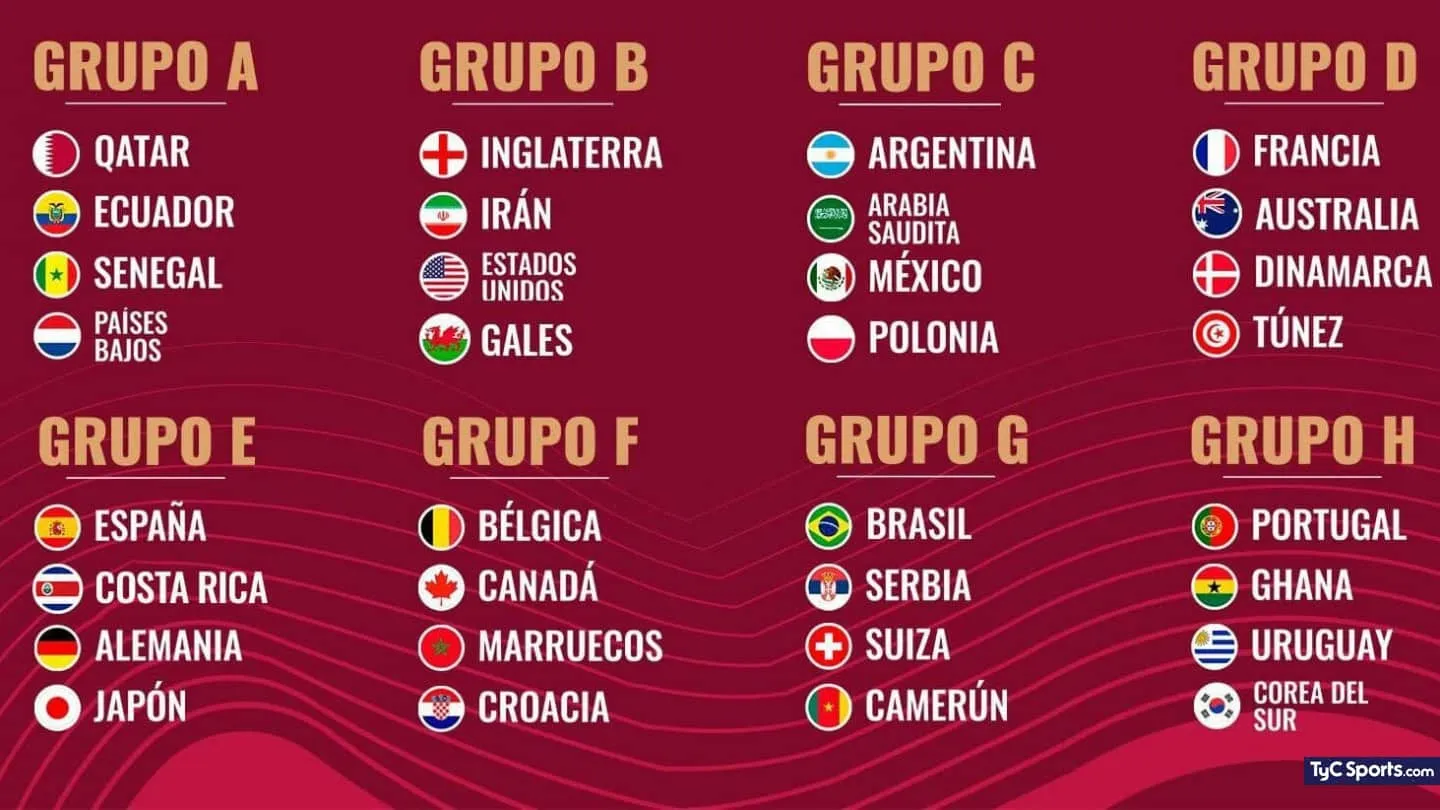 GRUPO A
QATAR
ECUADOR
SENEGAL
PAÍSES
BAJOS
GRUPO B
INGLATERRA
IRÁN
ESTADOS
UNIDOS
GALES
GRUPO C
ARGENTINA
ARABIA
SAUDITA
MÉXICO
POLONIA
GRUPO D
FRANCIA
AUSTRALIA
DINAMARCA
TÚNEZ
GRUPO E
ESPAÑA
COSTA RICA
ALEMANIA
JAPÓN
GRUPO F
BÉLGICA
CANADÁ
MARRUECOS
CROACIA
GRUPO G
BRASIL
SERBIA
SUIZA
CAMERÚN
GRUPO H
PORTUGAL
GHANA
URUGUAY
COREA DEL
SUR
TyC Sports.com